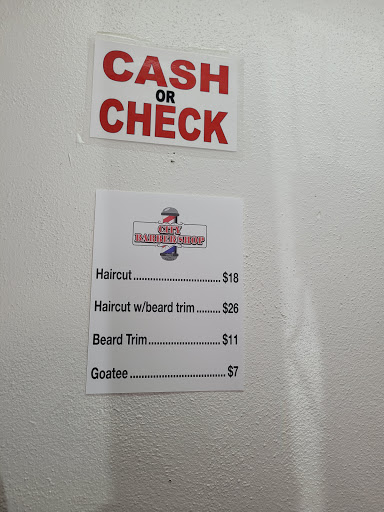 CASH
OR
CHECK
CITY
BARBERSHOP
Haircut................................$18
Haircut w/beard trim.........$26
Beard Trim..........................$11
Goatee...................................$7